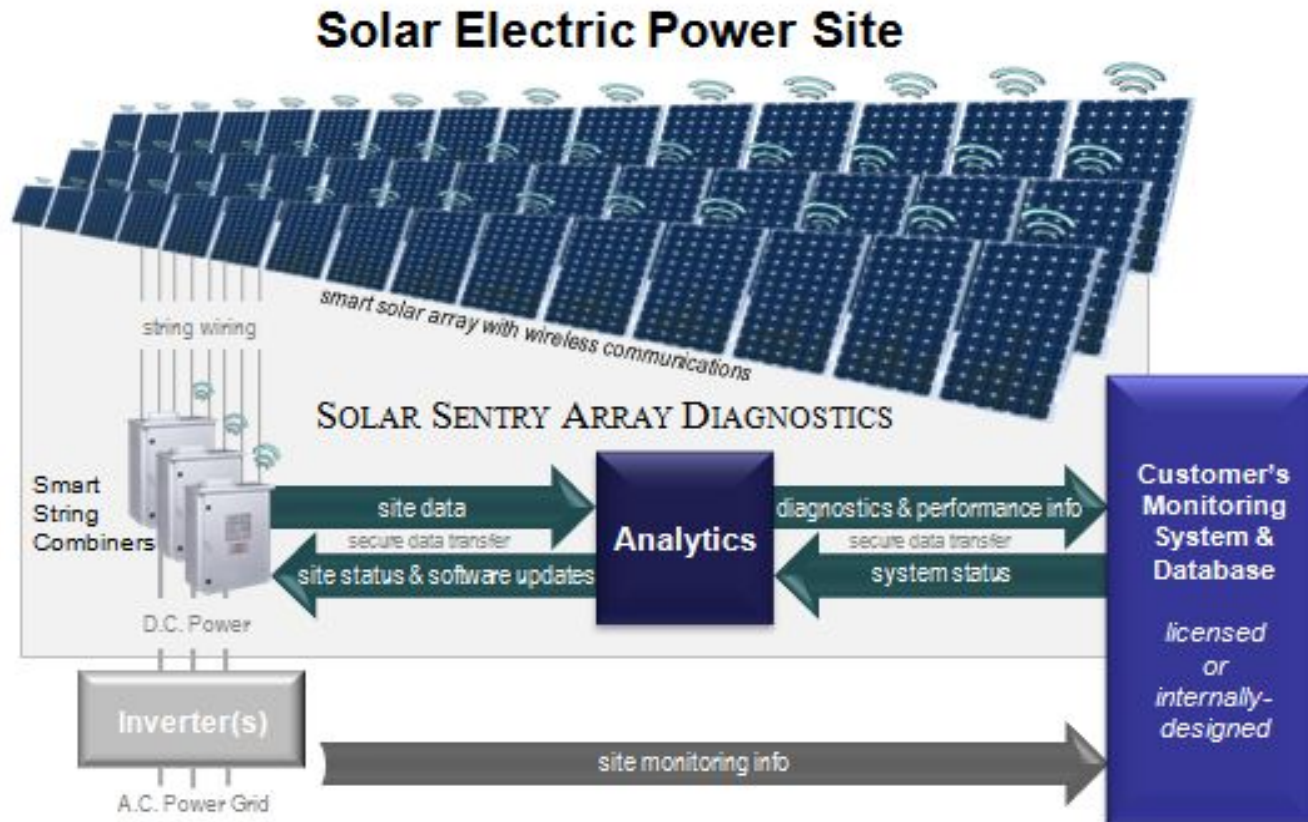 Solar Electric Power Site
smart solar array with wireless communications
string wiring
SOLAR SENTRY ARRAY DIAGNOSTICS
Smart
String
Combiners
site data
secure data transfer
site status & software updates
Analytics
diagnostics & performance info
secure data transfer
system status
Customer's
Monitoring
System &
Database
licensed
or
internally-
designed
D.C. Power
Inverter(s)
site monitoring info
A.C. Power Grid